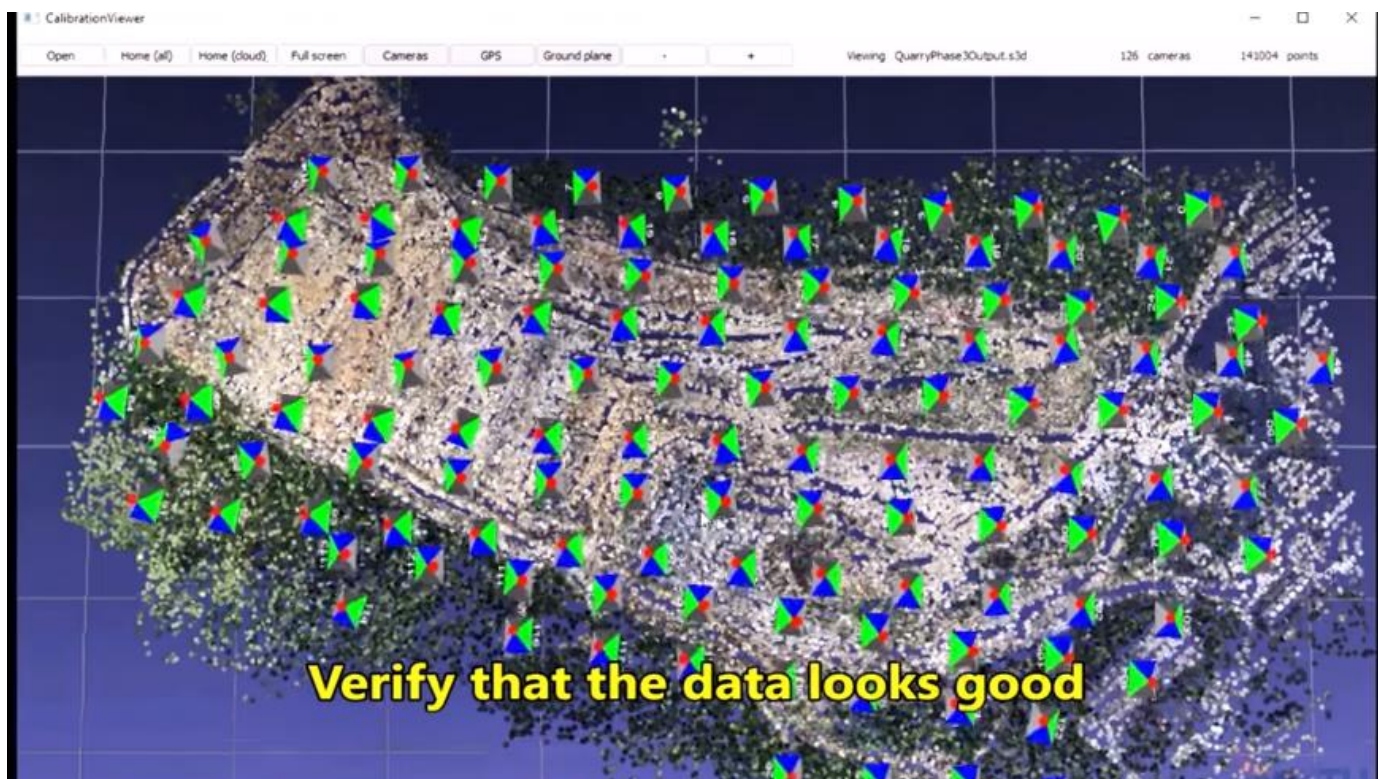 CalibrationViewer
Open Home (all) Home (cloud) Full screen Cameras GPS Ground plane - + Viewing QuarryPhase3Output.s3d 126 cameras 141004 points
Verify that the data looks good